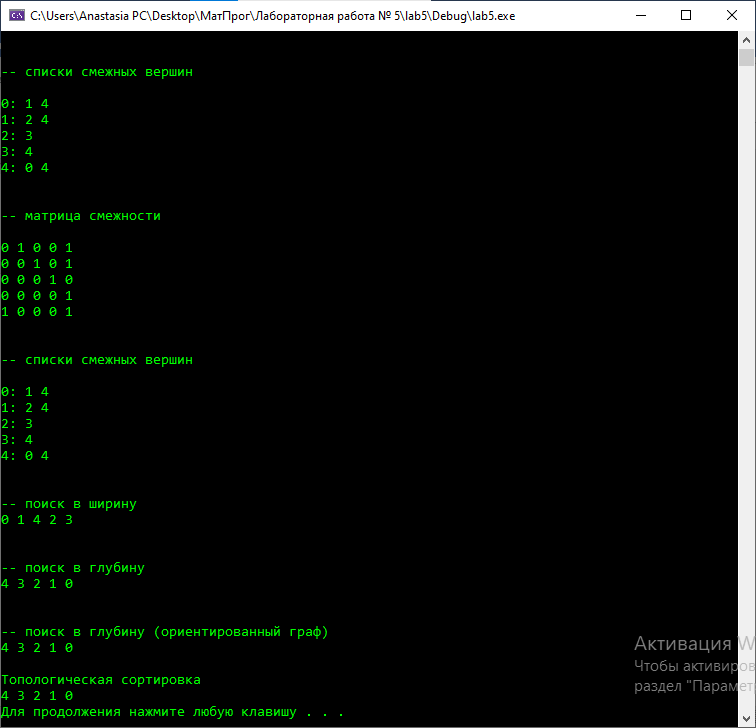 C:\Users\Anastasia PC\Desktop\МатПрог\Лабораторная работа № 5\lab5\Debug\lab5.exe
-- списки смежных вершин
0: 1 4
1: 2 4
2: 3
3: 4
4: 0 4
-- матрица смежности
0 1 0 0 1
0 0 1 0 1
0 0 0 1 0
0 0 0 0 1
1 0 0 0 1
-- списки смежных вершин
0: 1 4
1: 2 4
2: 3
3: 4
4: 0 4
-- поиск в ширину
0 1 4 2 3
-- поиск в глубину
4 3 2 1 0
-- поиск в глубину (ориентированный граф)
4 3 2 1 0
Топологическая сортировка
4 3 2 1 0
Для продолжения нажмите любую клавишу . . .
Активация W
Чтобы активиров
раздел "Парамет